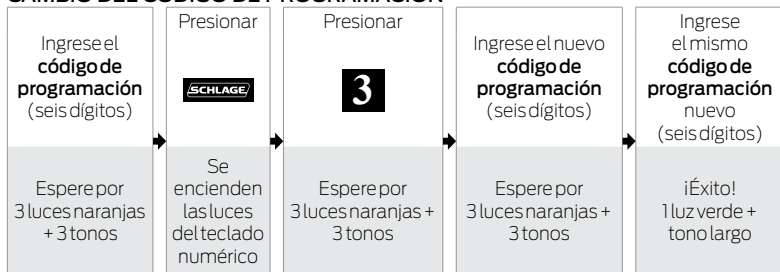 CAMBIO DEL CÓDIGO DE PROGRAMACIÓN
Ingrese el
código de
programación
(seis dígitos)
Espere por
3 luces naranjas
+ 3 tonos
Presionar
SCHLAGE
Se
encienden
las luces
del teclado
numérico
Presionar
3
Espere por
3 luces naranjas +
3 tonos
Ingrese el nuevo
código de
programación
(seis dígitos)
Espere por
3 luces naranjas +
3 tonos
Ingrese
el mismo
código de
programación
nuevo
(seis dígitos)
¡Éxito!
1 luz verde +
tono largo